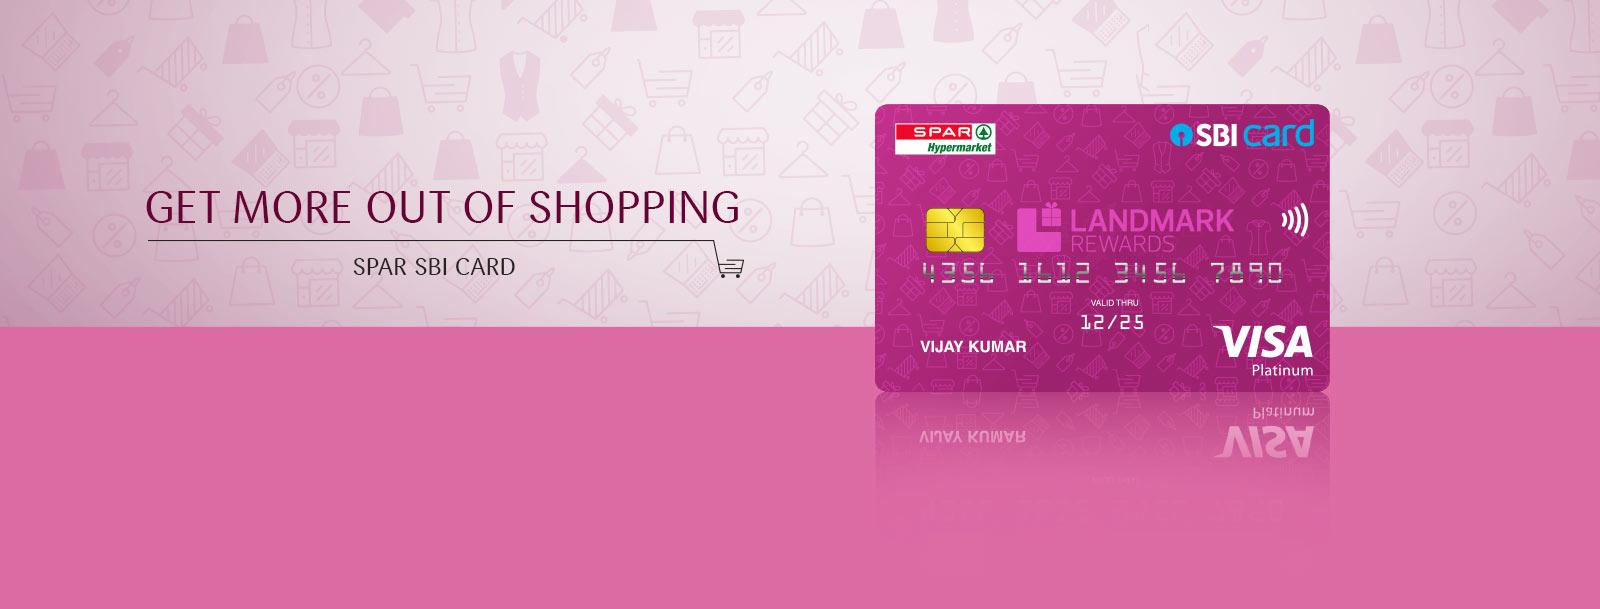 GET MORE OUT OF SHOPPING
SPAR SBI CARD
SPAR
Hypermarket
SBI card
LANDMARK
REWARDS
4356 1612 3456 7890
VALID THRU
12/25
VIJAY KUMAR
VISA
Platinum